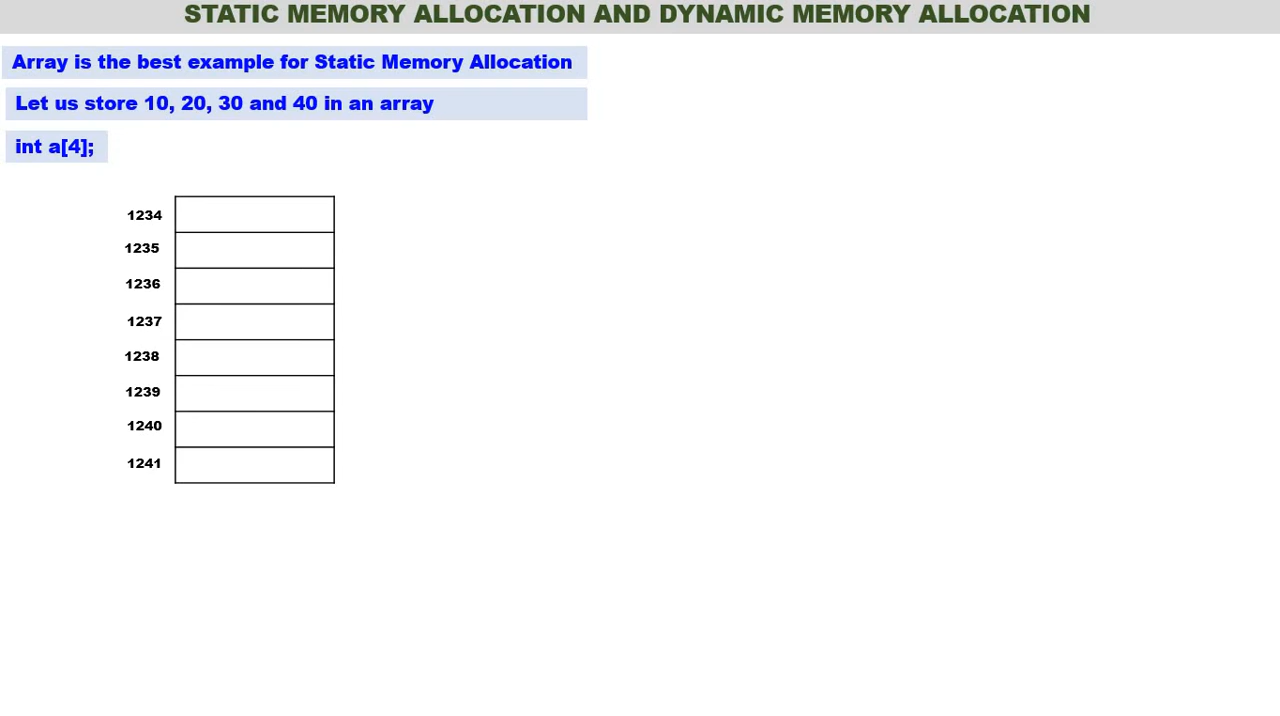 STATIC MEMORY ALLOCATION AND DYNAMIC MEMORY ALLOCATION
Array is the best example for Static Memory Allocation
Let us store 10, 20, 30 and 40 in an array
int a[4];
1234
1235
1236
1237
1238
1239
1240
1241